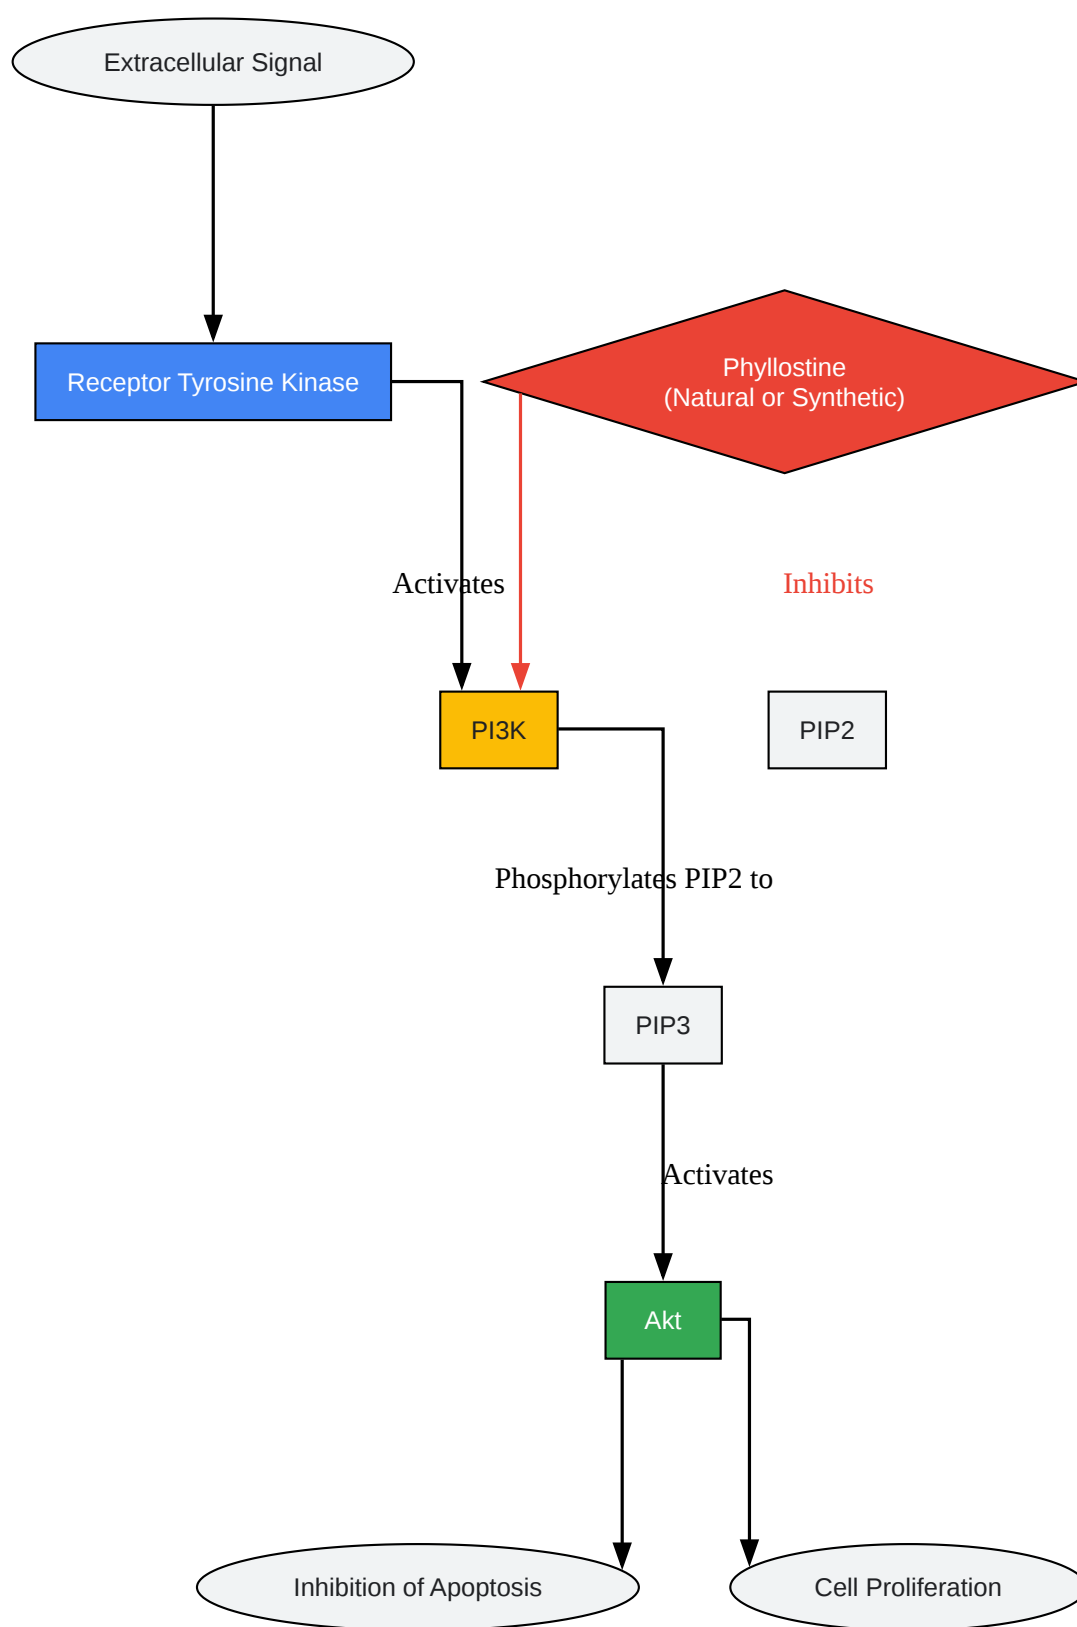 Extracellular Signal
Receptor Tyrosine Kinase
Phyllostine
(Natural or Synthetic)
Activates
Inhibits
PI3K
PIP2
Phosphorylates PIP2 to
PIP3
Activates
Akt
Inhibition of Apoptosis
Cell Proliferation